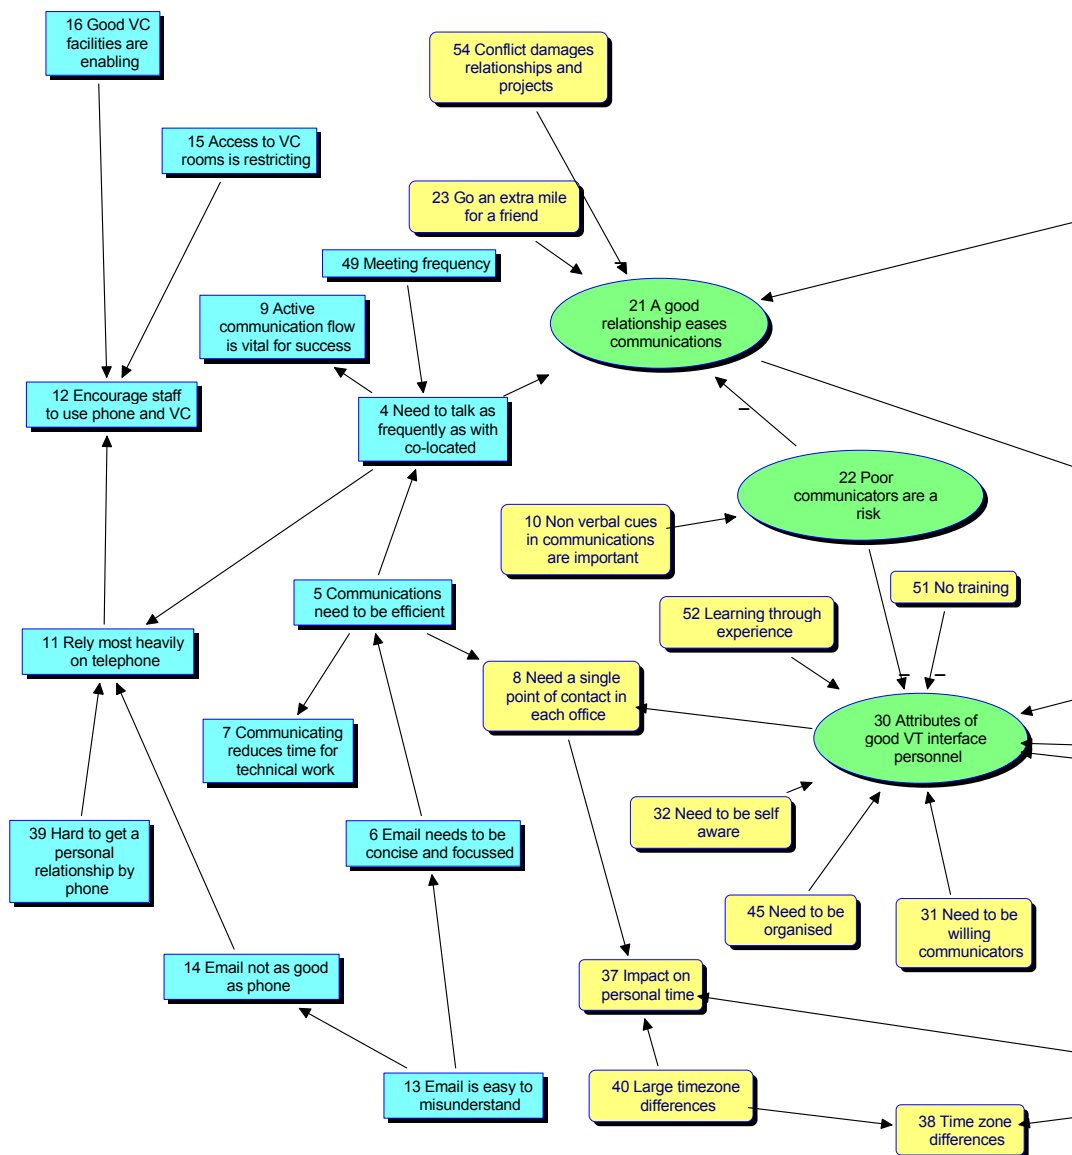 16 Good VC
facilities are
enabling
54 Conflict damages
relationships and
projects
15 Access to VC
rooms is restricting
23 Go an extra mile
for a friend
49 Meeting frequency
9 Active
communication flow
is vital for success
21 A good
relationship eases
communications
–
12 Encourage staff
to use phone and VC
4 Need to talk as
frequently as with
co-located
–
22 Poor
communicators are a
risk
10 Non verbal cues
in communications
are important
5 Communications
need to be efficient
51 No training
52 Learning through
experience
11 Rely most heavily
on telephone
8 Need a single
point of contact in
each office
–
–
7 Communicating
reduces time for
technical work
30 Attributes of
good VT interface
personnel
39 Hard to get a
personal
relationship by
phone
6 Email needs to be
concise and focussed
32 Need to be self
aware
45 Need to be
organised
31 Need to be
willing
communicators
14 Email not as good
as phone
37 Impact on
personal time
13 Email is easy to
misunderstand
40 Large timezone
differences
38 Time zone
differences